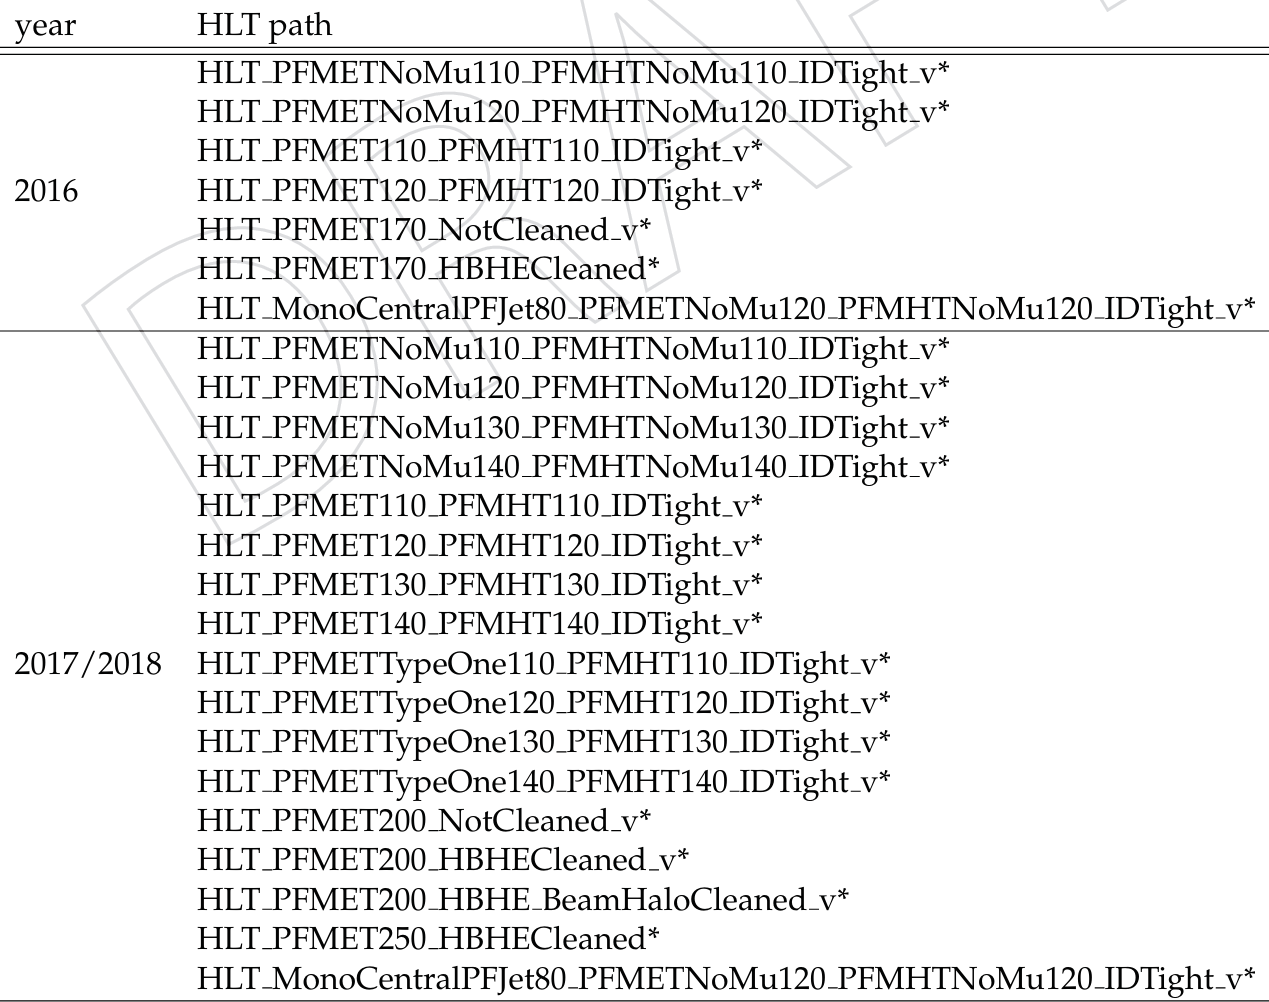 year HLT path
HLT_PFMETNoMu110_PFMHTNoMu110_IDTight_v*
HLT_PFMETNoMu120_PFMHTNoMu120_IDTight_v*
HLT_PFMET110_PFMHT110_IDTight_v*
2016 HLT_PFMET120_PFMHT120_IDTight_v*
HLT_PFMET170_NotCleaned_v*
HLT_PFMET170_HBHECleaned*
HLT_MonoCentralPFJet80_PFMETNoMu120_PFMHTNoMu120_IDTight_v*
HLT_PFMETNoMu110_PFMHTNoMu110_IDTight_v*
HLT_PFMETNoMu120_PFMHTNoMu120_IDTight_v*
HLT_PFMETNoMu130_PFMHTNoMu130_IDTight_v*
HLT_PFMETNoMu140_PFMHTNoMu140_IDTight_v*
HLT_PFMET110_PFMHT110_IDTight_v*
HLT_PFMET120_PFMHT120_IDTight_v*
HLT_PFMET130_PFMHT130_IDTight_v*
HLT_PFMET140_PFMHT140_IDTight_v*
2017/2018 HLT_PFMETTypeOne110_PFMHT110_IDTight_v*
HLT_PFMETTypeOne120_PFMHT120_IDTight_v*
HLT_PFMETTypeOne130_PFMHT130_IDTight_v*
HLT_PFMETTypeOne140_PFMHT140_IDTight_v*
HLT_PFMET200_NotCleaned_v*
HLT_PFMET200_HBHECleaned_v*
HLT_PFMET200_HBHE_BeamHaloCleaned_v*
HLT_PFMET250_HBHECleaned*
HLT_MonoCentralPFJet80_PFMETNoMu120_PFMHTNoMu120_IDTight_v*
DRA